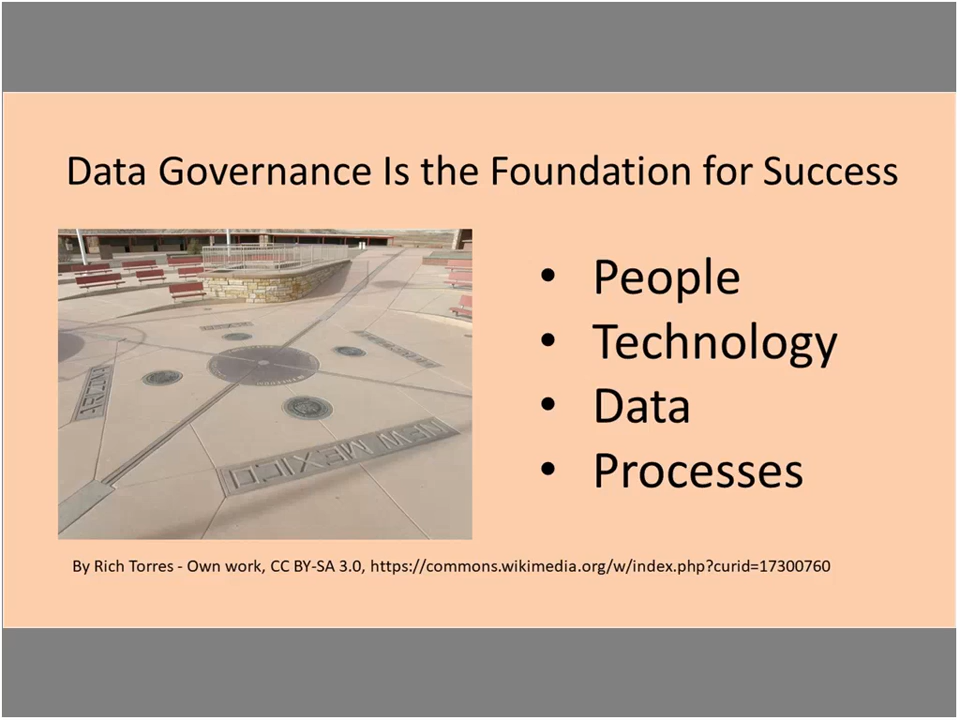 Data Governance Is the Foundation for Success
• People
• Technology
• Data
• Processes
ARIZONA
NEW MEXICO
By Rich Torres - Own work, CC BY-SA 3.0, https://commons.wikimedia.org/w/index.php?curid=17300760